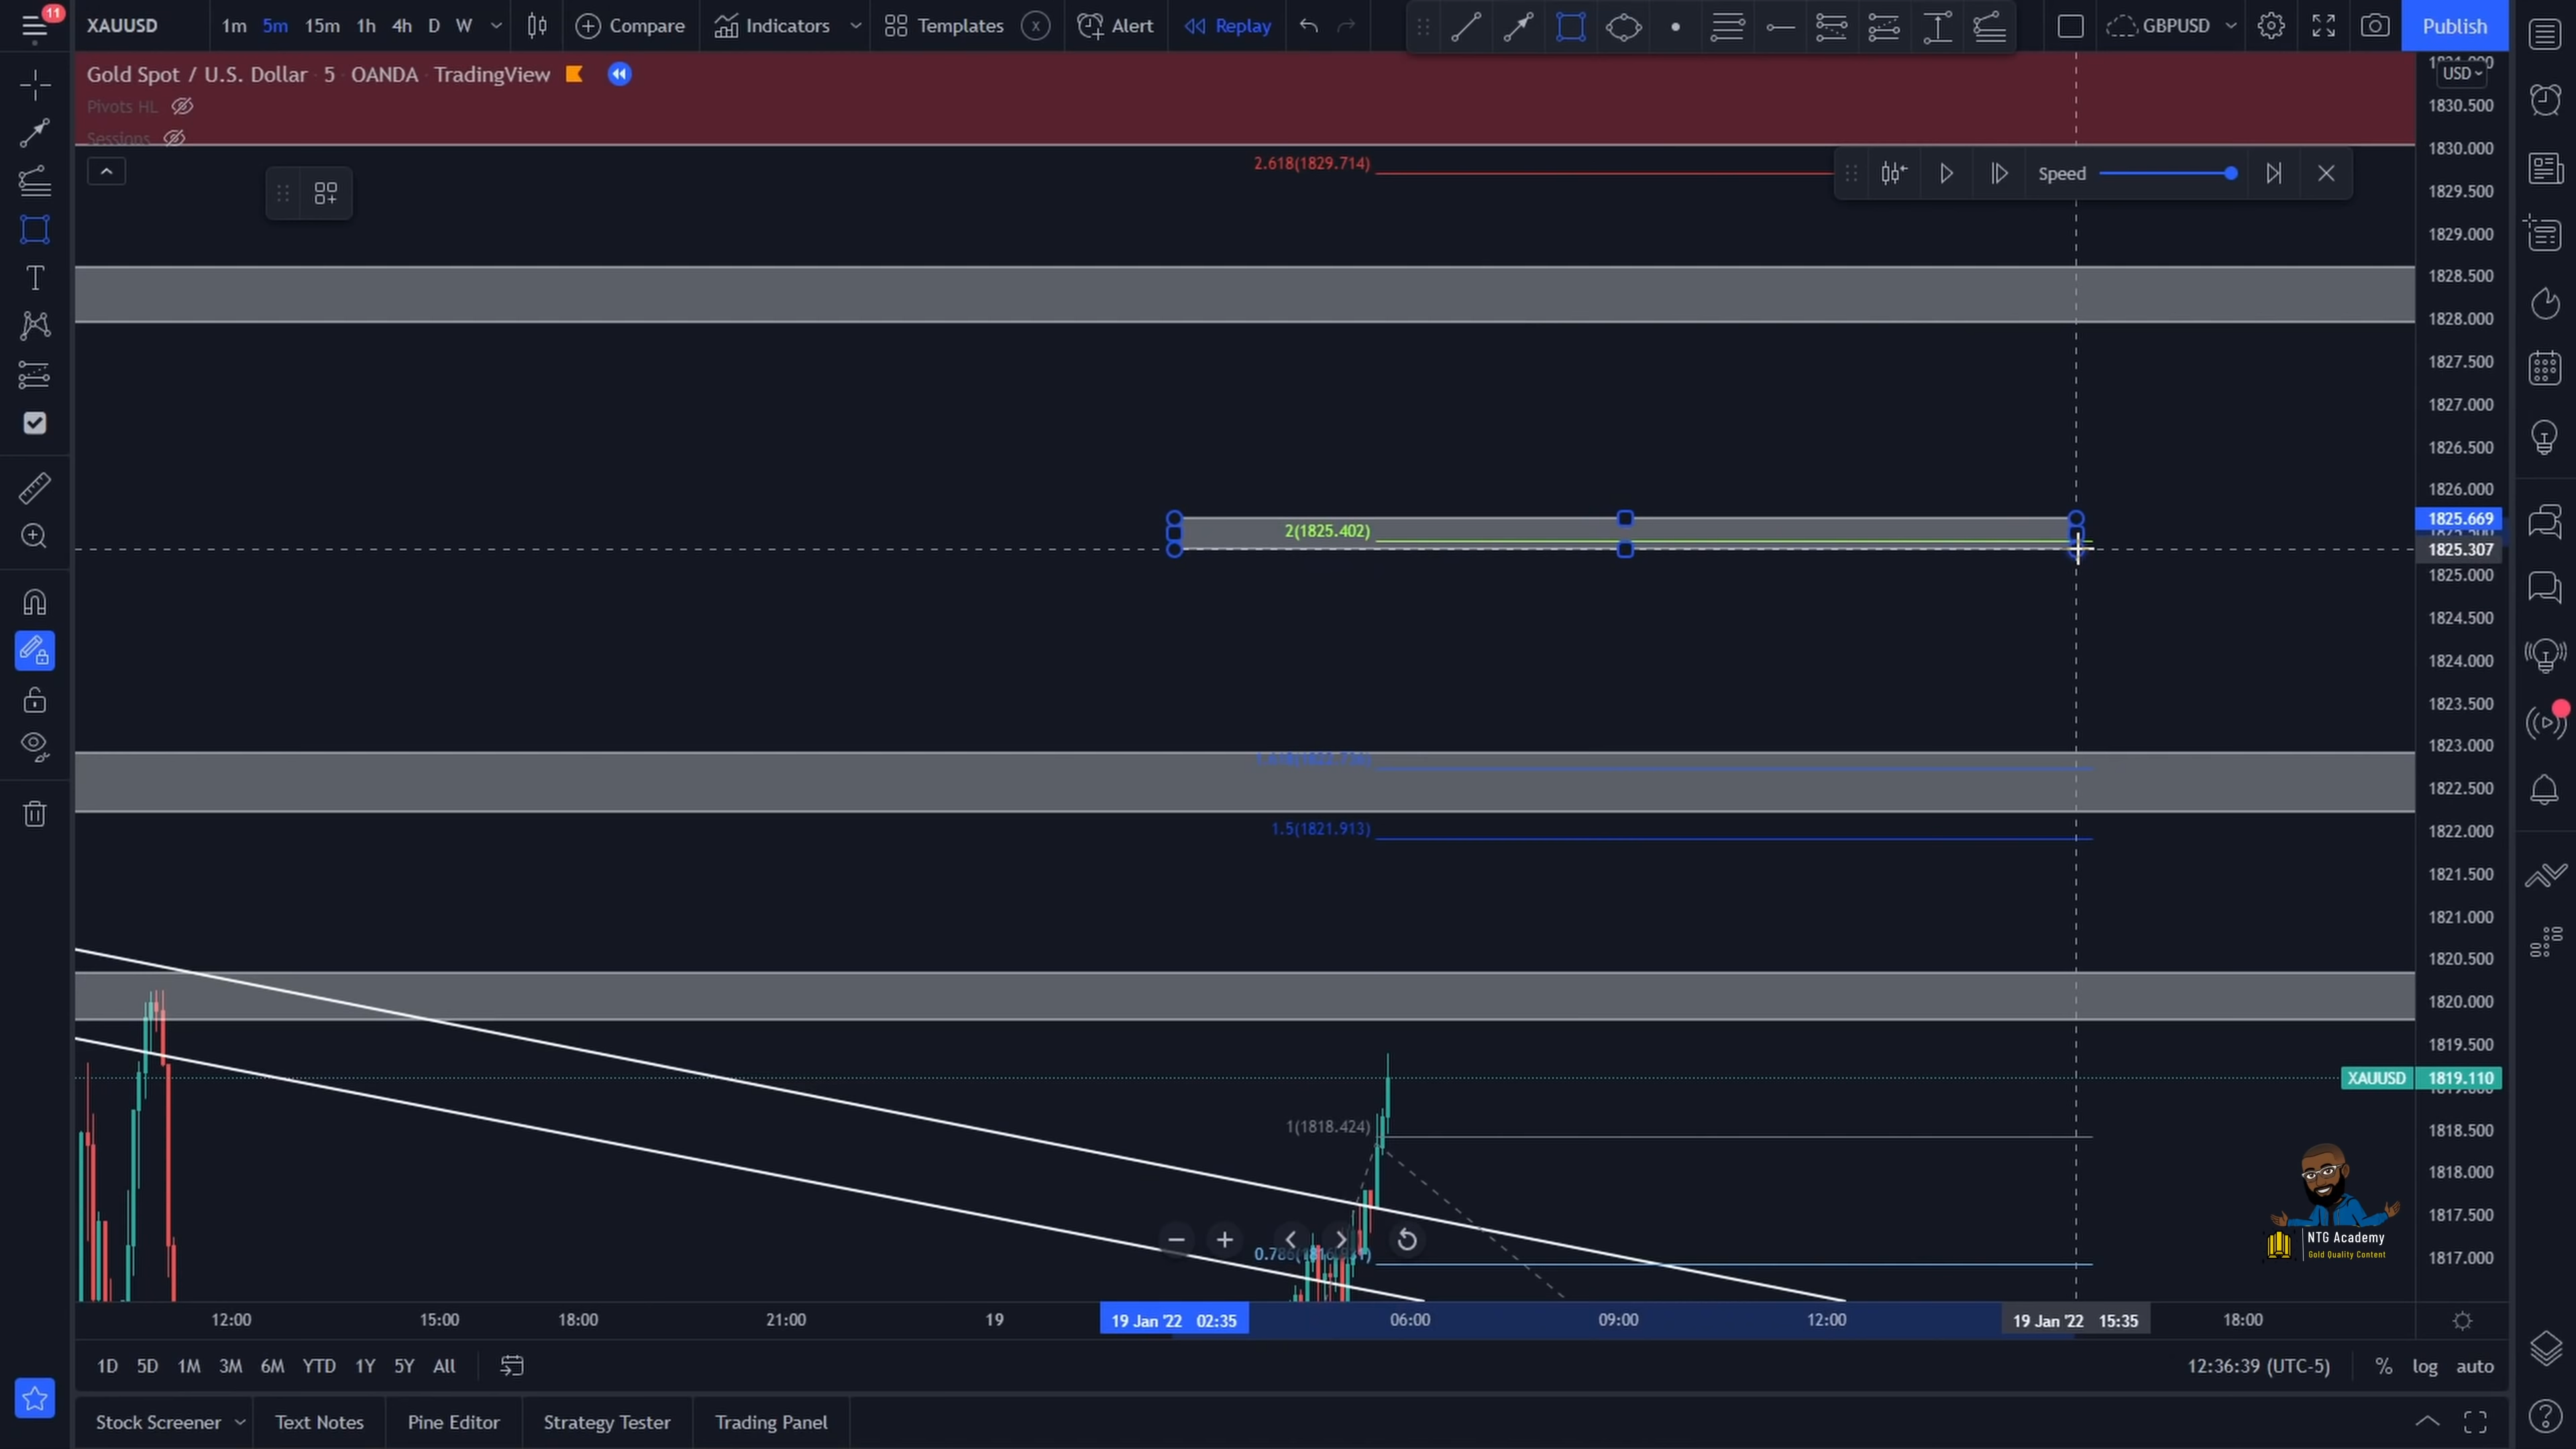 11
XAUUSD 1m 5m 15m 1h 4h D W Compare Indicators Templates x Alert Replay GBPUSD Publish
Gold Spot / U.S. Dollar · 5 · OANDA · TradingView
Pivots HL
Sessions
USD
1830.500
1830.000
2.618(1829.714)
Speed
1829.500
1829.000
1828.500
1828.000
1827.500
1827.000
1826.500
1826.000
1825.669
2(1825.402)
1825.307
1825.000
1824.500
1824.000
1823.500
1823.000
1822.500
1.5(1821.913)
1822.000
1821.500
1821.000
1820.500
1820.000
1819.500
XAUUSD 1819.110
1(1818.424)
1818.500
1818.000
1817.500
NTG Academy
Gold Quality Content
1817.000
12:00 15:00 18:00 21:00 19 19 Jan '22 02:35 06:00 09:00 12:00 19 Jan '22 15:35 18:00
1D 5D 1M 3M 6M YTD 1Y 5Y All 12:36:39 (UTC-5) % log auto
Stock Screener Text Notes Pine Editor Strategy Tester Trading Panel